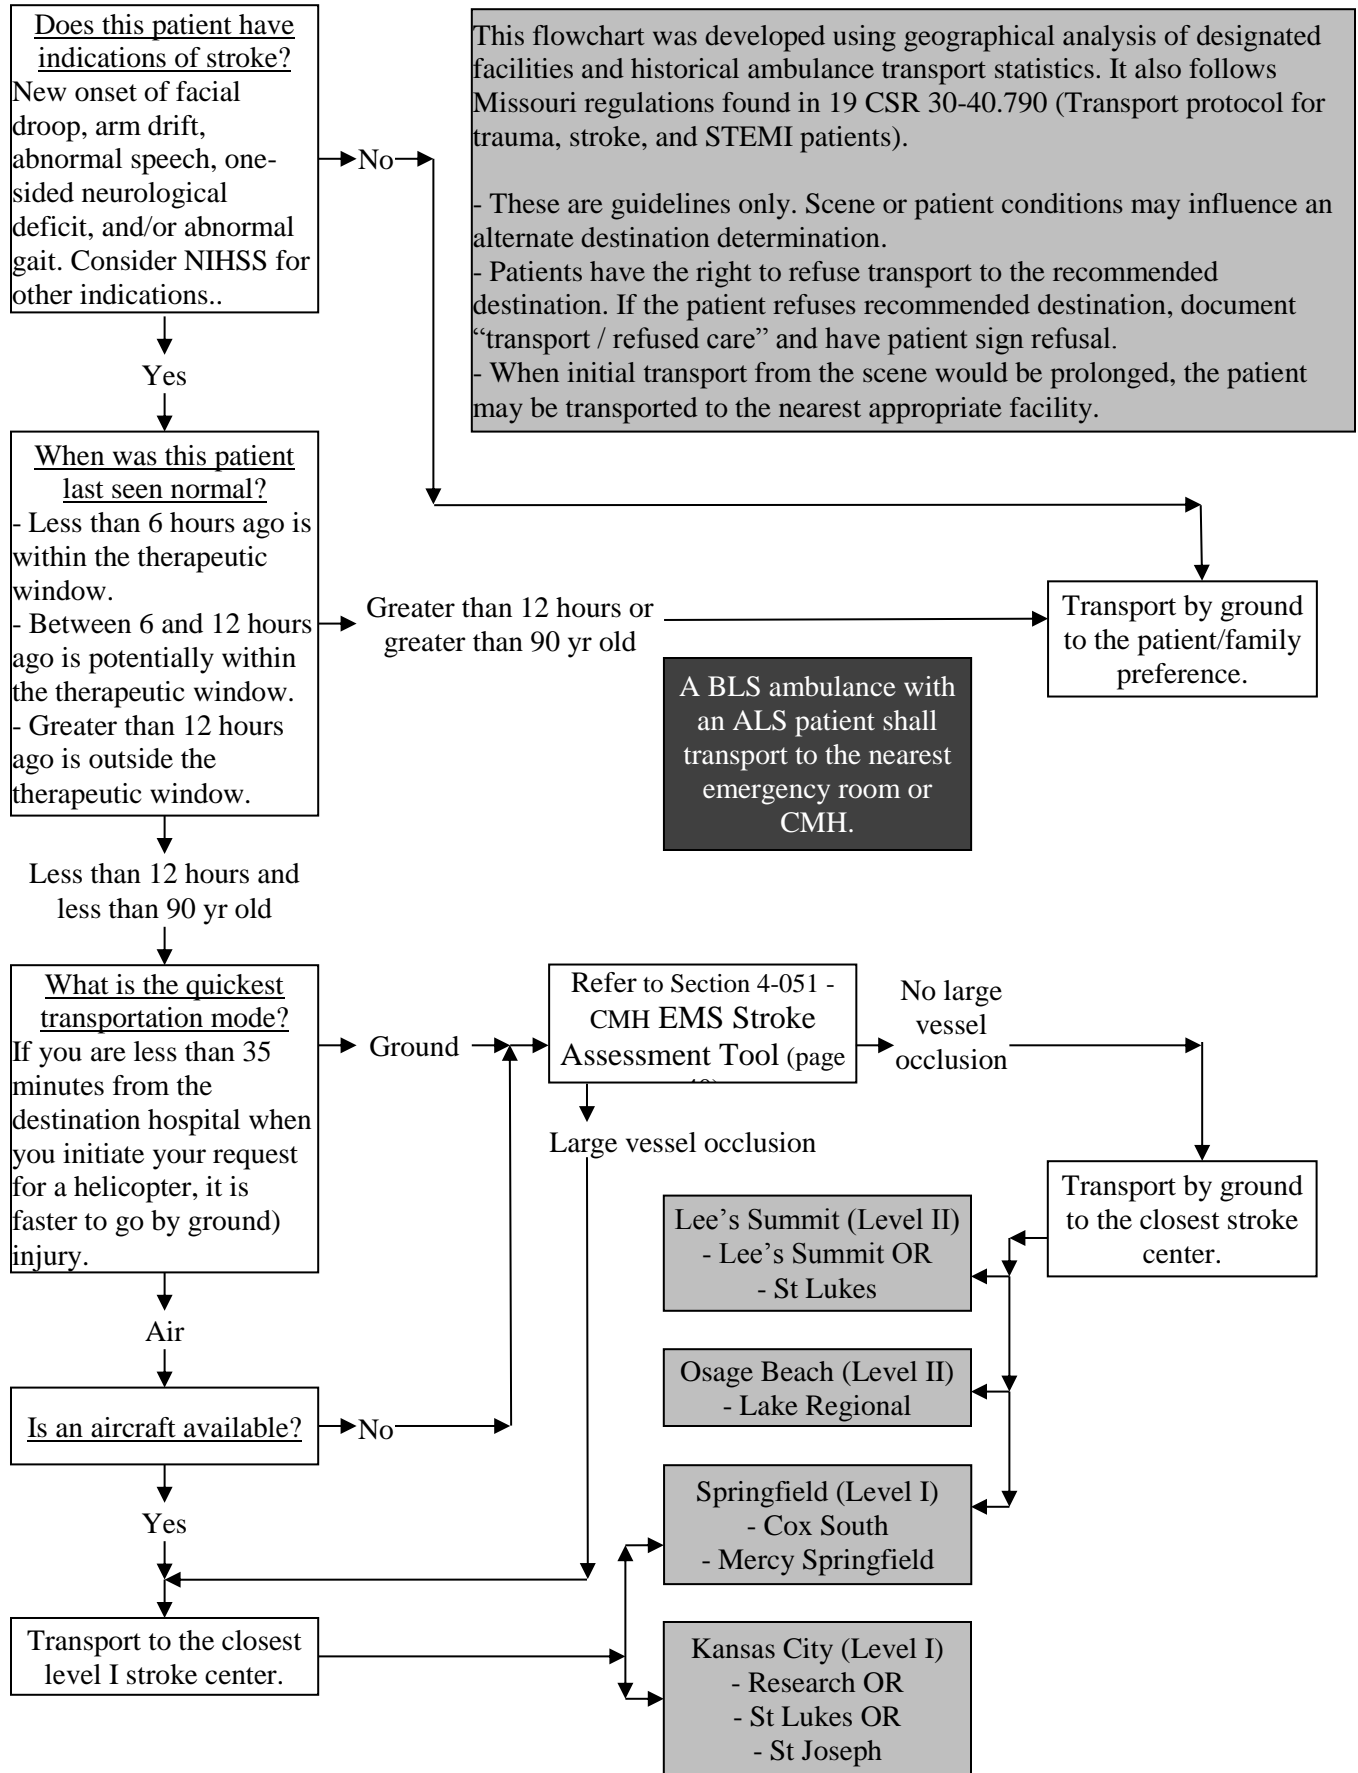 Does this patient have
indications of stroke?
New onset of facial
droop, arm drift,
abnormal speech, one-
sided neurological
deficit, and/or abnormal
gait. Consider NIHSS for
other indications..
No
This flowchart was developed using geographical analysis of designated
facilities and historical ambulance transport statistics. It also follows
Missouri regulations found in 19 CSR 30-40.790 (Transport protocol for
trauma, stroke, and STEMI patients).
- These are guidelines only. Scene or patient conditions may influence an
alternate destination determination.
- Patients have the right to refuse transport to the recommended
destination. If the patient refuses recommended destination, document
“transport / refused care” and have patient sign refusal.
- When initial transport from the scene would be prolonged, the patient
may be transported to the nearest appropriate facility.
Yes
When was this patient
last seen normal?
- Less than 6 hours ago is
within the therapeutic
window.
- Between 6 and 12 hours
ago is potentially within
the therapeutic window.
- Greater than 12 hours
ago is outside the
therapeutic window.
Greater than 12 hours or
greater than 90 yr old
Transport by ground
to the patient/family
preference.
A BLS ambulance with
an ALS patient shall
transport to the nearest
emergency room or
CMH.
Less than 12 hours and
less than 90 yr old
What is the quickest
transportation mode?
If you are less than 35
minutes from the
destination hospital when
you initiate your request
for a helicopter, it is
faster to go by ground)
injury.
Ground
Refer to Section 4-051 -
CMH EMS Stroke
Assessment Tool (page
No large
vessel
occlusion
Large vessel occlusion
Transport by ground
to the closest stroke
center.
Lee’s Summit (Level II)
- Lee’s Summit OR
- St Lukes
Air
Osage Beach (Level II)
- Lake Regional
Is an aircraft available?
No
Springfield (Level I)
- Cox South
- Mercy Springfield
Yes
Transport to the closest
level I stroke center.
Kansas City (Level I)
- Research OR
- St Lukes OR
- St Joseph